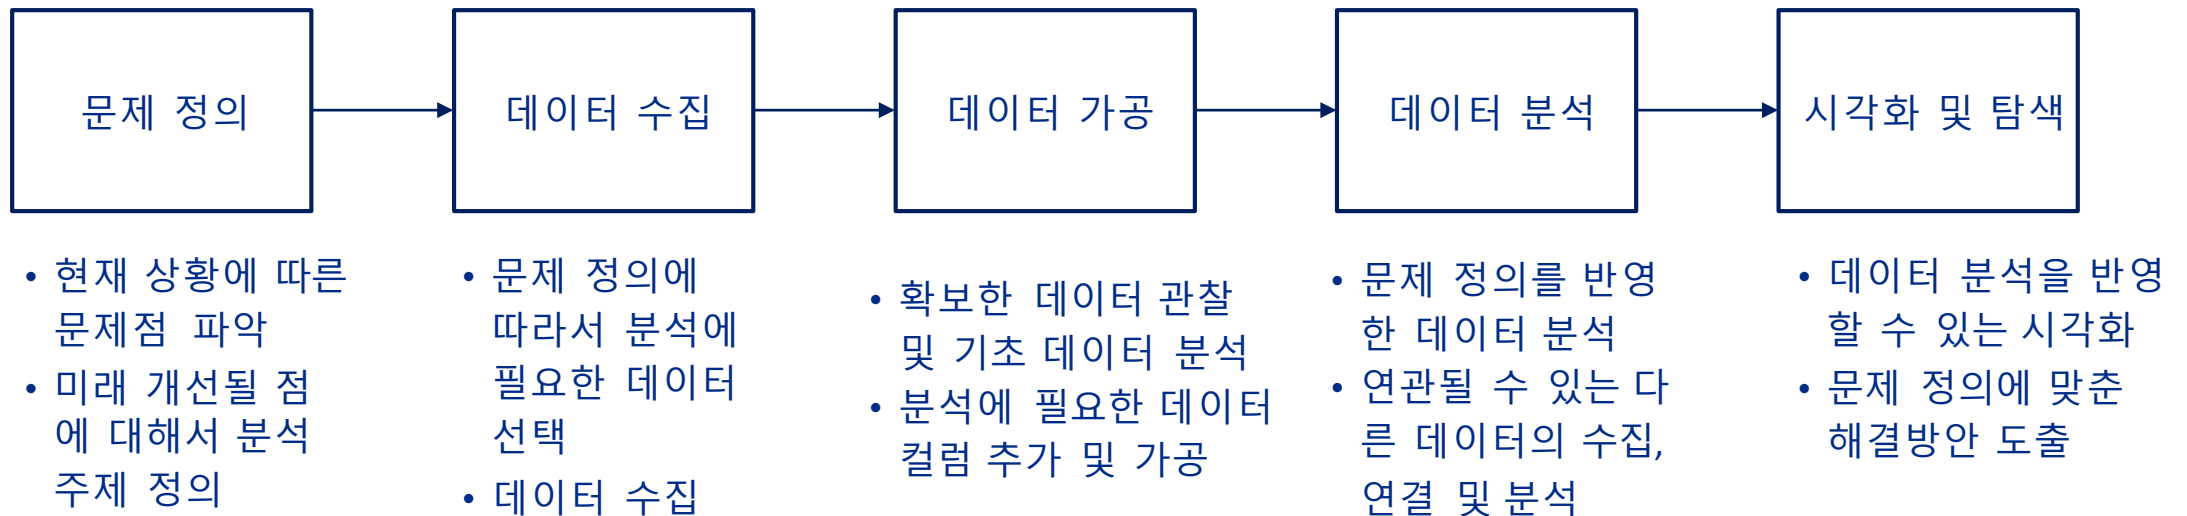 문제 정의
데이터 수집
데이터 가공
데이터 분석
시각화 및 탐색
• 현재 상황에 따른
문제점 파악
• 미래 개선될 점
에 대해서 분석
주제 정의
• 문제 정의에
따라서 분석에
필요한 데이터
선택
• 데이터 수집
• 확보한 데이터 관찰
및 기초 데이터 분석
• 분석에 필요한 데이터
컬럼 추가 및 가공
• 문제 정의를 반영
한 데이터 분석
• 연관될 수 있는 다
른 데이터의 수집,
연결 및 분석
• 데이터 분석을 반영
할 수 있는 시각화
• 문제 정의에 맞춘
해결방안 도출